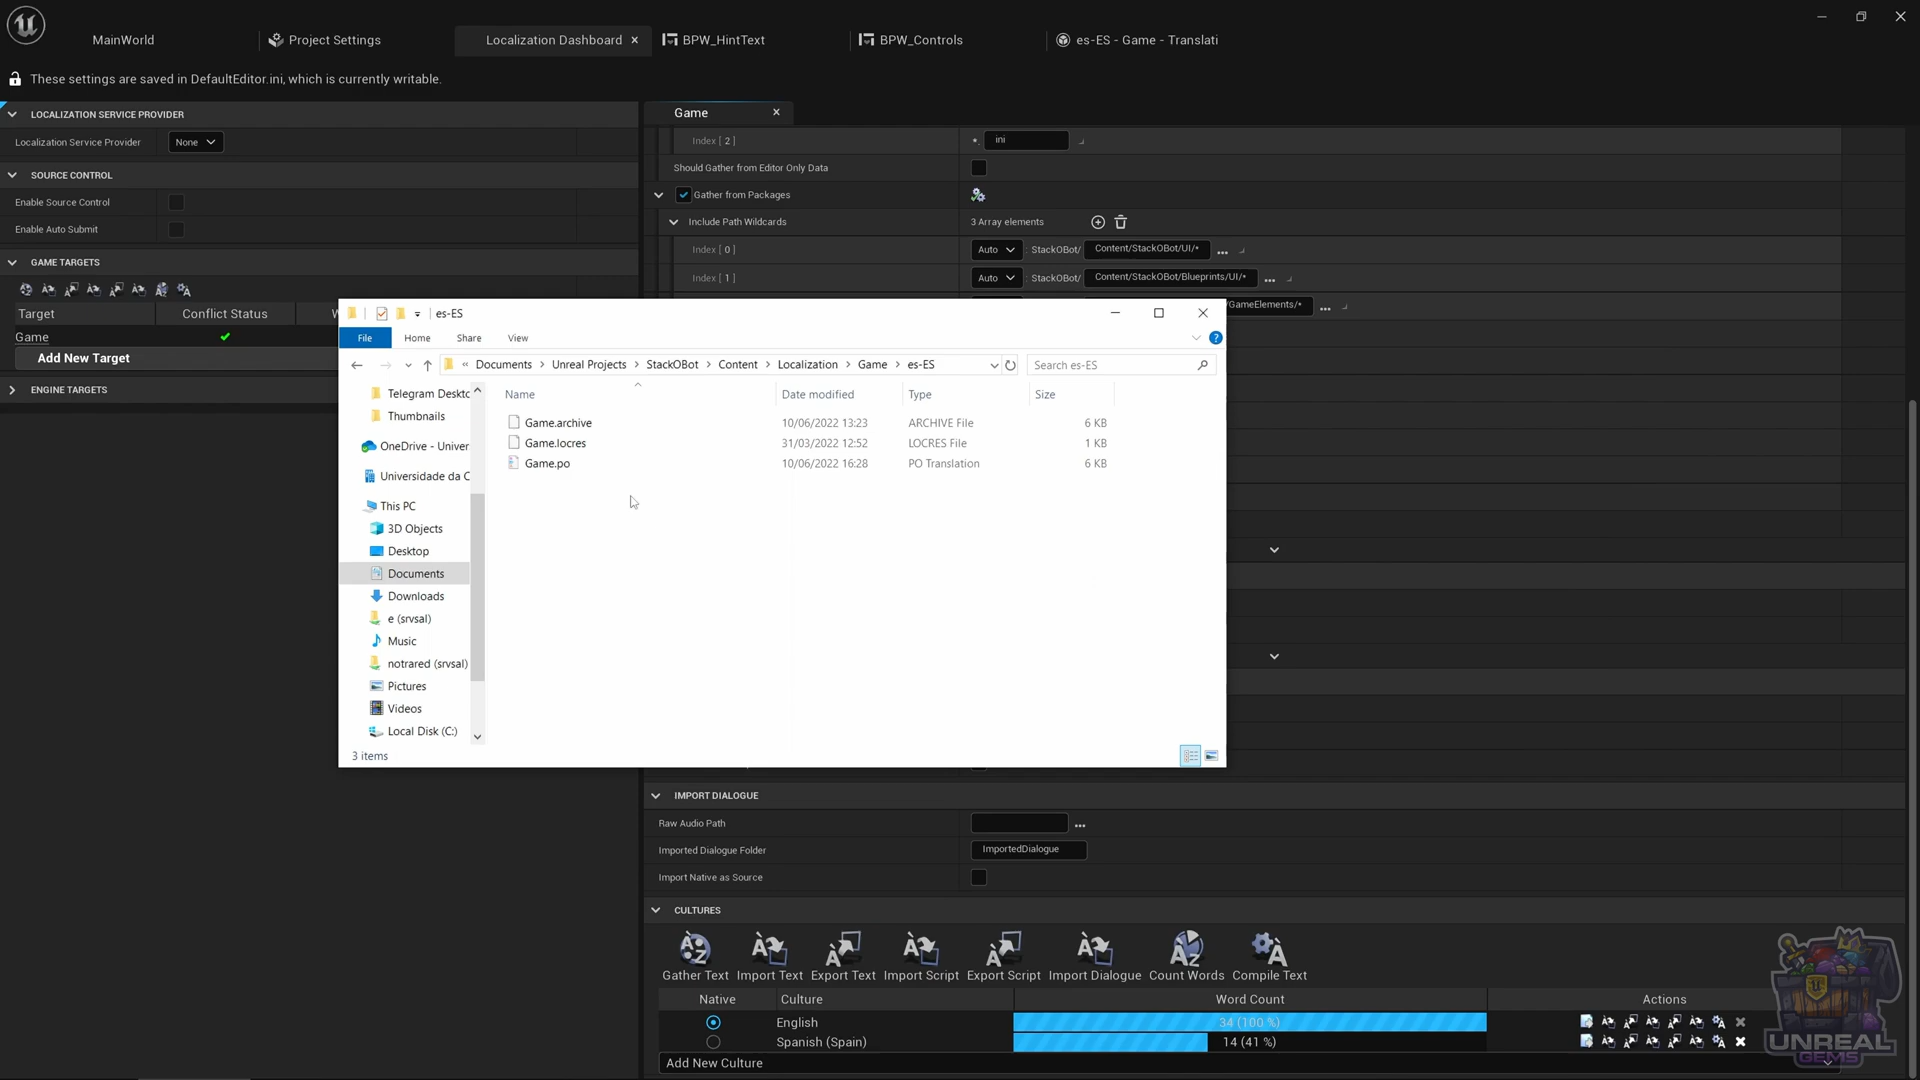 MainWorld
Project Settings
Localization Dashboard
BPW_HintText
BPW_Controls
es-ES - Game - Translati
These settings are saved in DefaultEditor.ini, which is currently writable.
LOCALIZATION SERVICE PROVIDER
Localization Service Provider
None
SOURCE CONTROL
Enable Source Control
Enable Auto Submit
GAME TARGETS
Target
Conflict Status
Game
Add New Target
ENGINE TARGETS
Game
Index [ 2 ]
ini
Should Gather from Editor Only Data
Gather from Packages
Include Path Wildcards
3 Array elements
Index [ 0 ]
Auto : StackOBot/ Content/StackOBot/UI/*
Index [ 1 ]
Auto : StackOBot/ Content/StackOBot/Blueprints/UI/*
/GameElements/*
es-ES
File
Home
Share
View
« Documents > Unreal Projects > StackOBot > Content > Localization > Game > es-ES
Search es-ES
Telegram Deskto
Thumbnails
OneDrive - Univer
Universidade da C
This PC
3D Objects
Desktop
Documents
Downloads
e (srvsal)
Music
notrared (srvsal)
Pictures
Videos
Local Disk (C:)
Name
Date modified
Type
Size
Game.archive 10/06/2022 13:23 ARCHIVE File 6 KB
Game.locres 31/03/2022 12:52 LOCRES File 1 KB
Game.po 10/06/2022 16:28 PO Translation 6 KB
3 items
IMPORT DIALOGUE
Raw Audio Path
Imported Dialogue Folder
ImportedDialogue
Import Native as Source
CULTURES
Gather Text
Import Text
Export Text
Import Script
Export Script
Import Dialogue
Count Words
Compile Text
Native
Culture
Word Count
Actions
English
34 (100 %)
Spanish (Spain)
14 (41 %)
Add New Culture
UNREAL
GEMS